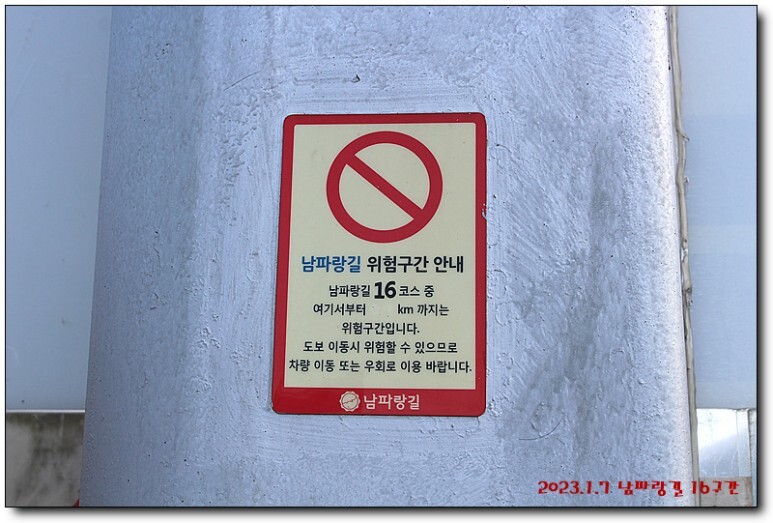 남파랑길 위험구간 안내
남파랑길 16 코스 중
여기서부터 km 까지는
위험구간입니다.
도보 이동시 위험할 수 있으므로
차량 이동 또는 우회로 이용 바랍니다.
남파랑길
2023.1.7 남파랑길 16구간